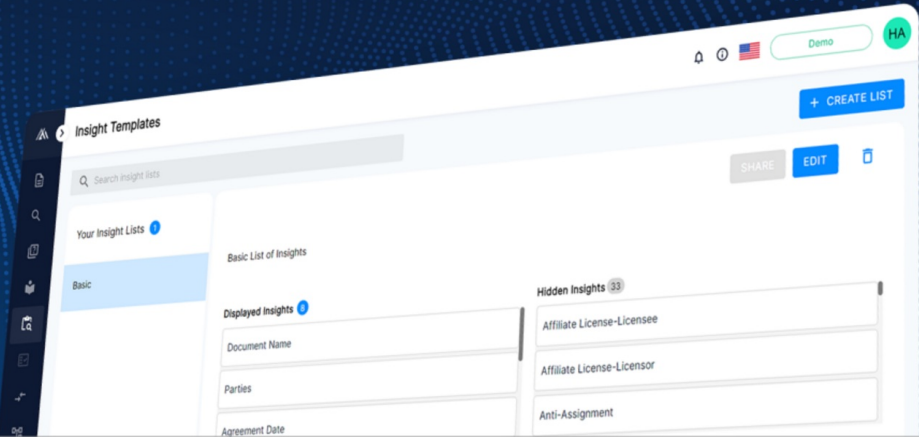 HA
Demo
Insight Templates
+ CREATE LIST
Search insight lists
SHARE
EDIT
Your Insight Lists 1
Basic
Basic List of Insights
Displayed Insights 8
Document Name
Parties
Agreement Date
Hidden Insights 33
Affiliate License-Licensee
Affiliate License-Licensor
Anti-Assignment